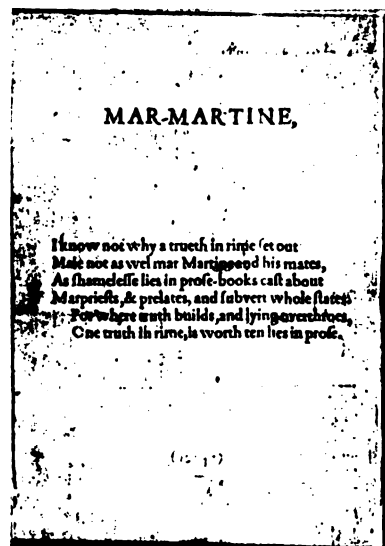 MAR-MARTINE,
I know not why a trueth in rime set out
Maie not as wel mar Martine and his mates,
As shamelesse lies in prose-books cast about
Marpriests, & prelates, and subvert whole states.
For where truth builds, and lying overthroes,
One truth in rime, is worth ten lies in prose.